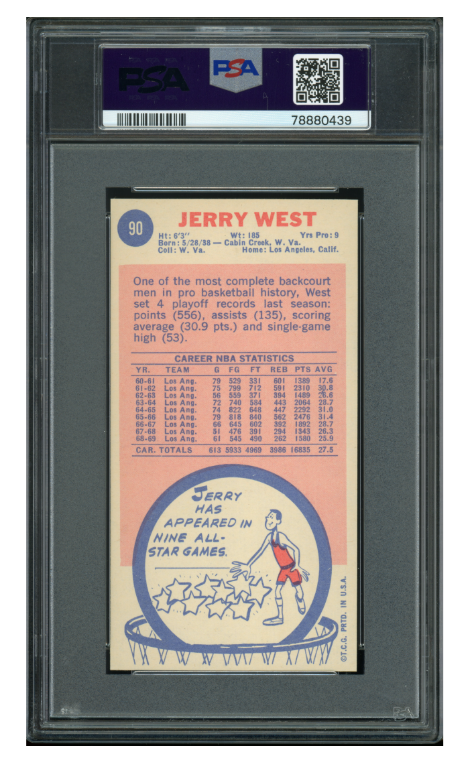 PSA
PSA
78880439
90
JERRY WEST
Ht: 6'3" Wt: 185 Yrs Pro: 9
Born: 5/28/38 — Cabin Creek, W. Va.
Coll: W. Va. Home: Los Angeles, Calif.
One of the most complete backcourt
men in pro basketball history, West
set 4 playoff records last season:
points (556), assists (135), scoring
average (30.9 pts.) and single-game
high (53).
CAREER NBA STATISTICS
YR. TEAM G FG FT REB PTS AVG
60-61 Los Ang. 79 529 331 601 1389 17.6
61-62 Los Ang. 75 799 712 591 2310 30.8
62-63 Los Ang. 56 559 371 394 1489 26.6
63-64 Los Ang. 72 740 584 443 2064 28.7
64-65 Los Ang. 74 822 648 447 2292 31.0
65-66 Los Ang. 79 818 840 562 2476 31.4
66-67 Los Ang. 66 645 602 392 1892 28.7
67-68 Los Ang. 51 476 391 294 1343 26.3
68-69 Los Ang. 61 545 490 262 1580 25.9
CAR. TOTALS 613 5933 4969 3986 16835 27.5
JERRY
HAS
APPEARED IN
NINE ALL-
STAR GAMES.
©T.C.G. PRTD. IN U.S.A.
PSA